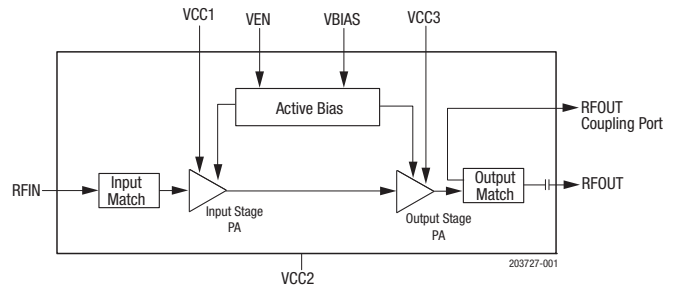 VCC1
VEN
VBIAS
VCC3
Active Bias
RFOUT
Coupling Port
RFIN
Input
Match
Input Stage
PA
Output Stage
PA
Output
Match
RFOUT
203727-001
VCC2